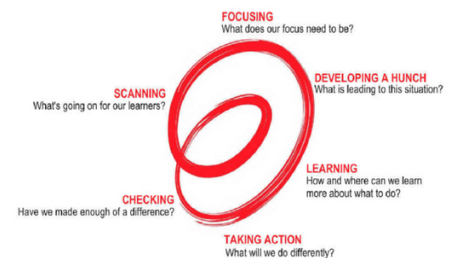 FOCUSING
What does our focus need to be?
DEVELOPING A HUNCH
What is leading to this situation?
SCANNING
What's going on for our learners?
LEARNING
How and where can we learn
more about what to do?
CHECKING
Have we made enough of a difference?
TAKING ACTION
What will we do differently?